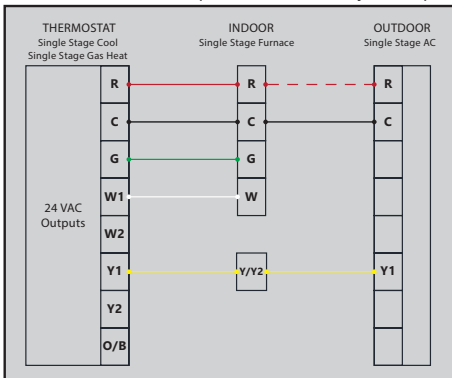 THERMOSTAT
Single Stage Cool
Single Stage Gas Heat
INDOOR
Single Stage Furnace
OUTDOOR
Single Stage AC
R
R
R
C
C
C
G
G
W1
W
24 VAC
Outputs
W2
Y1
Y/Y2
Y1
Y2
O/B